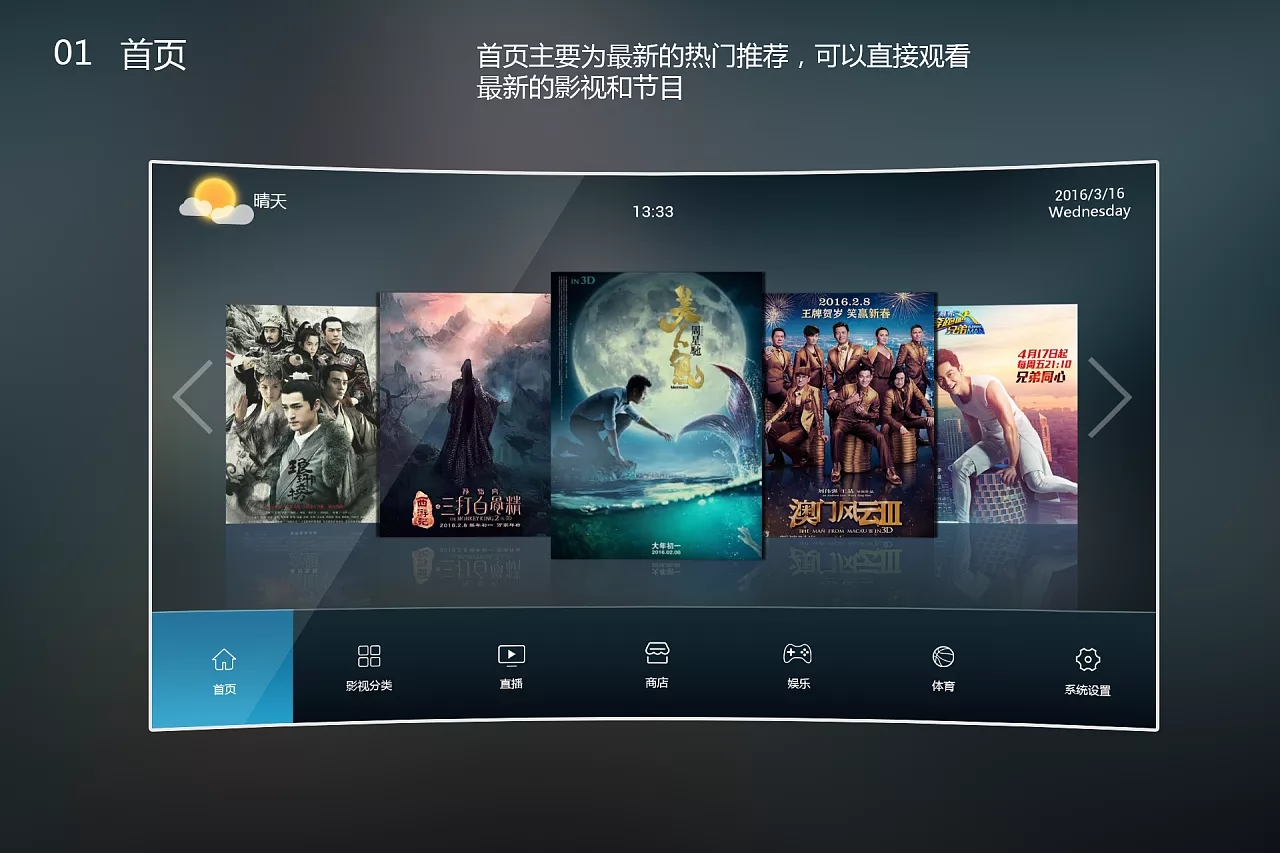 01 首页
首页主要为最新的热门推荐，可以直接观看
最新的影视和节目
晴天
13:33
2016/3/16
Wednesday
琅琊榜
孙悟空
西游记
三打白骨精
THE MONKEY KING 2 IN 3D
2016.2.8
IN 3D
美人鱼
周星驰
Mermaid
大年初一
2016.02.08
2016.2.8
王牌贺岁 笑赢新春
澳门风云III
THE MAN FROM MACAU III IN 3D
奔跑吧
兄弟
4月17日起
每周五21:10
兄弟同心
首页
影视分类
直播
商店
娱乐
体育
系统设置